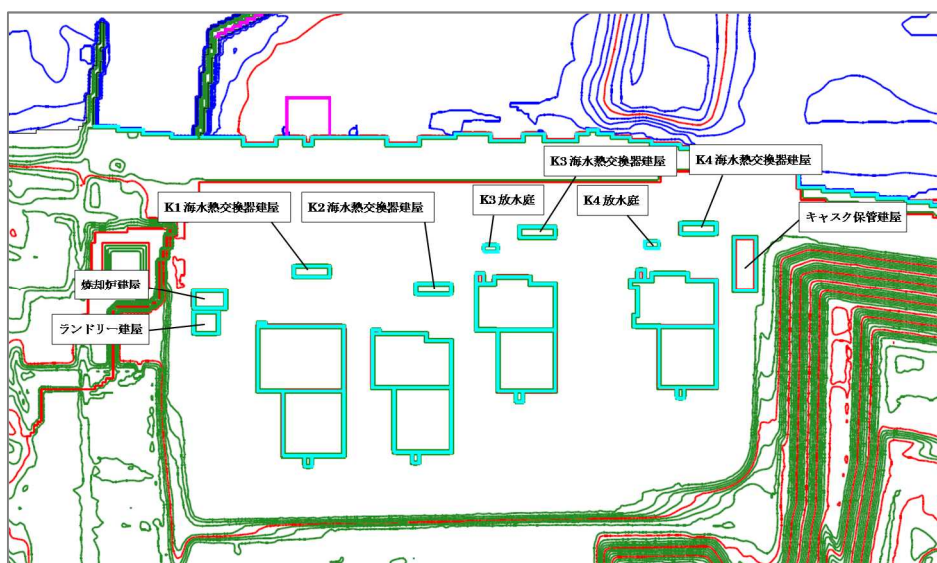 K3 海水熱交換器建屋
K4 海水熱交換器建屋
K1 海水熱交換器建屋
K2 海水熱交換器建屋
K3 放水庭
K4 放水庭
キャスク保管建屋
焼却炉建屋
ランドリー建屋